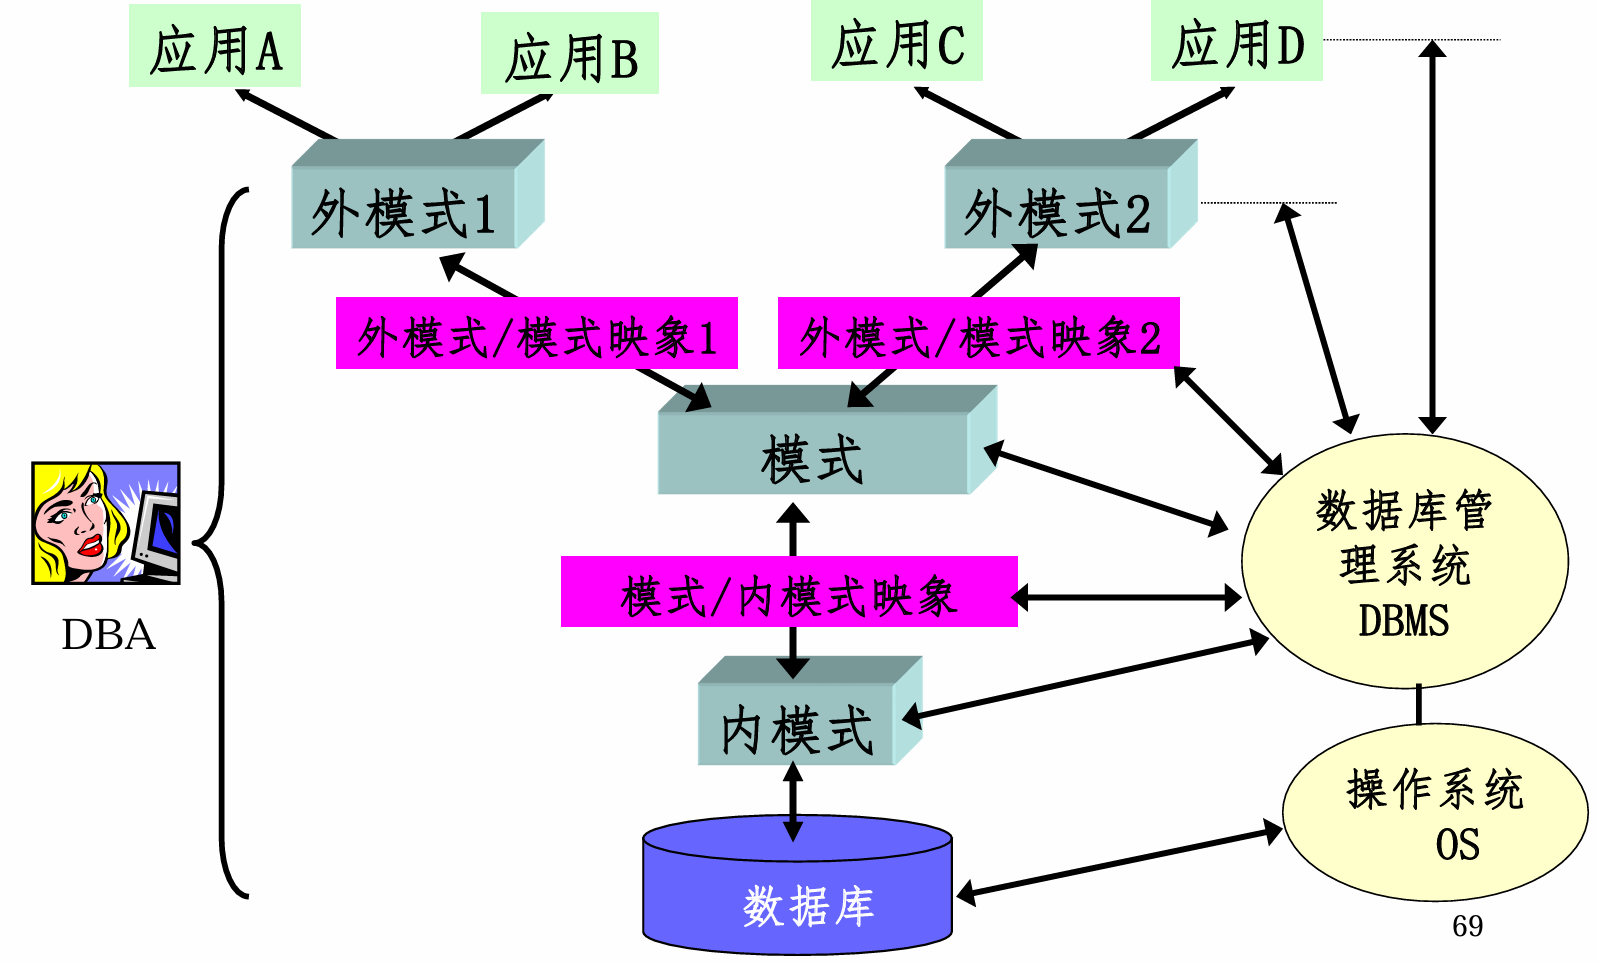 应用A
应用B
应用C
应用D
外模式1
外模式2
外模式/模式映象1
外模式/模式映象2
模式
数据库管
理系统
DBMS
模式/内模式映象
DBA
内模式
操作系统
OS
数据库
69